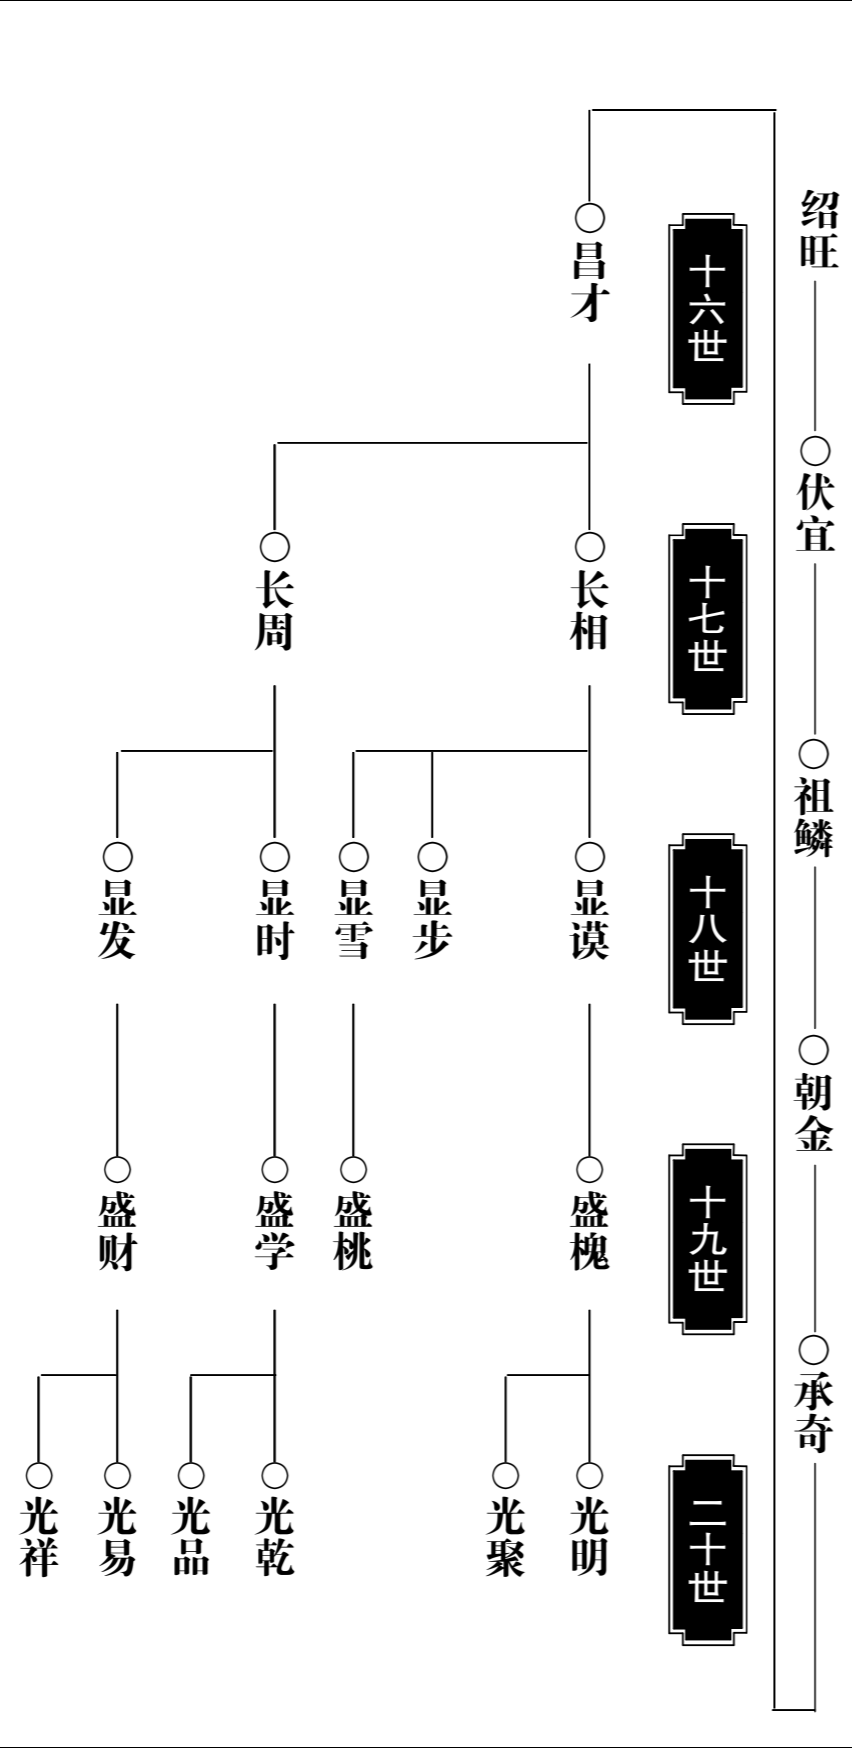 绍旺
伏宜
祖鳞
朝金
承奇
十六世
昌才
十七世
长相
长周
十八世
显谟
显步
显雪
显时
显发
十九世
盛槐
盛桃
盛学
盛财
二十世
光明
光聚
光乾
光品
光易
光祥